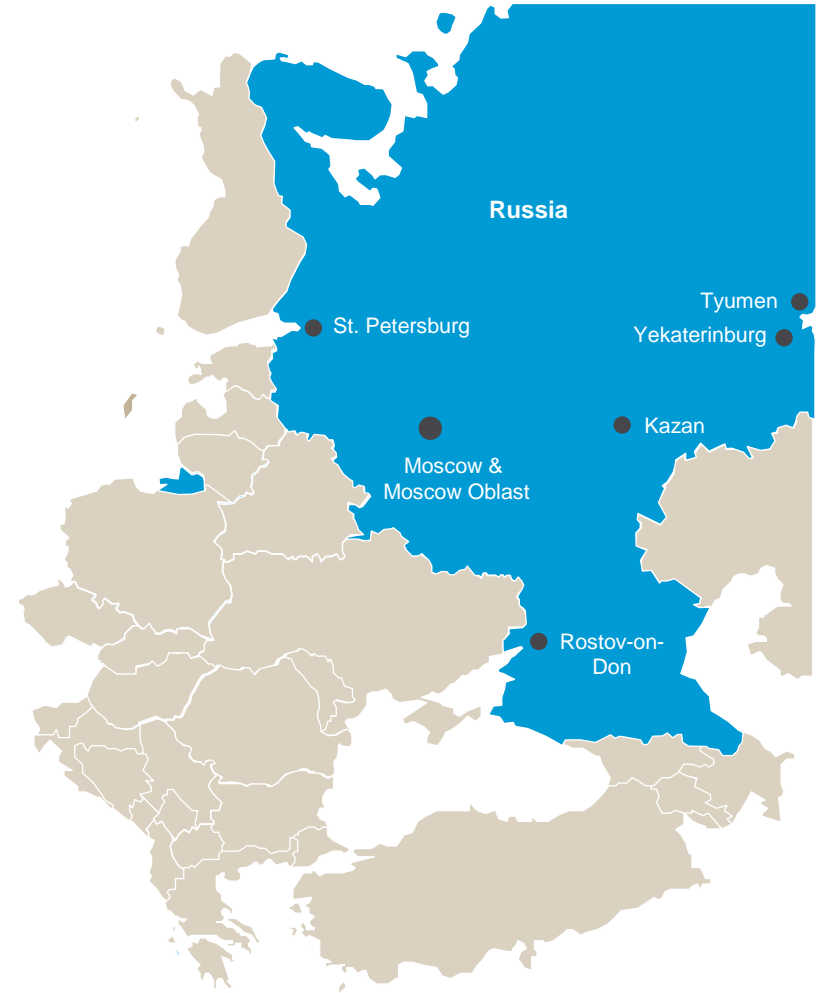 Russia
Tyumen
St. Petersburg
Yekaterinburg
Kazan
Moscow &
Moscow Oblast
Rostov-on-
Don